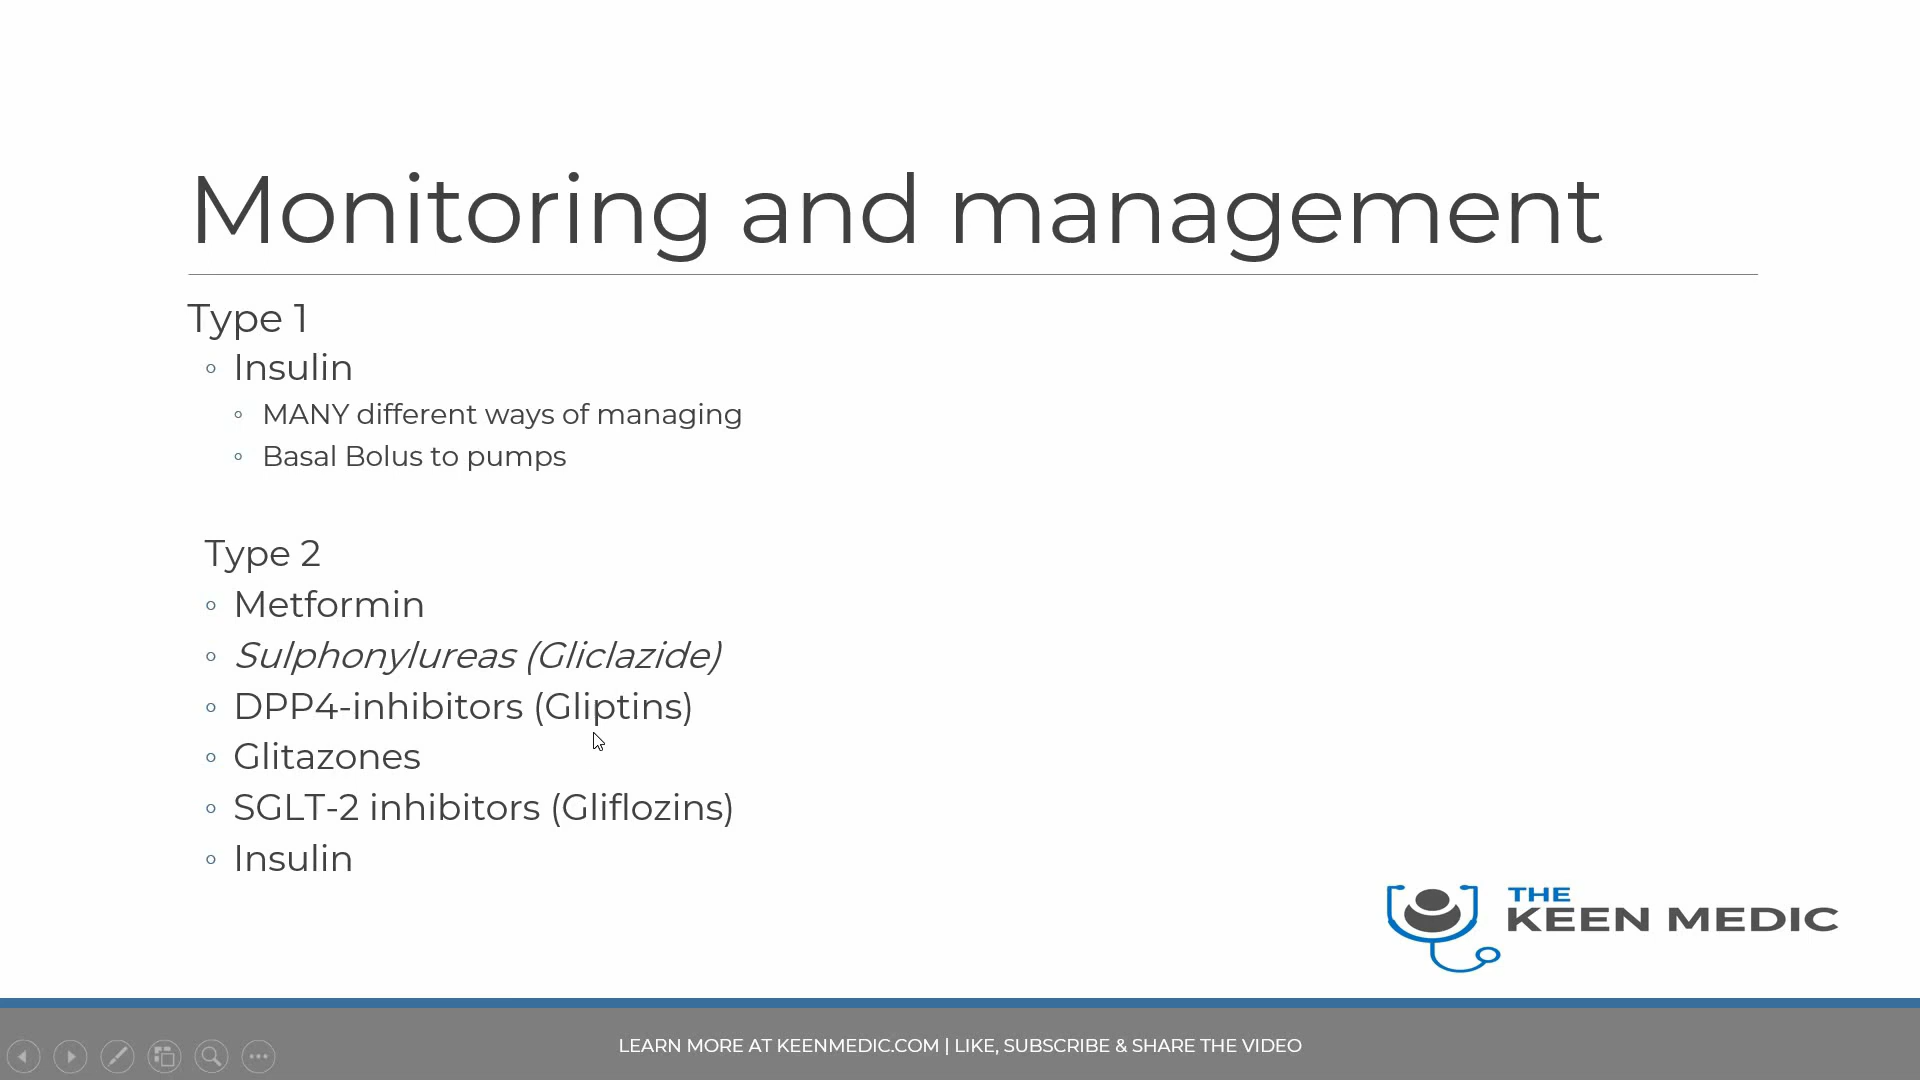 Monitoring and management
Type 1
◦ Insulin
◦ MANY different ways of managing
◦ Basal Bolus to pumps
Type 2
◦ Metformin
◦ Sulphonylureas (Gliclazide)
◦ DPP4-inhibitors (Gliptins)
◦ Glitazones
◦ SGLT-2 inhibitors (Gliflozins)
◦ Insulin
THE
KEEN MEDIC
LEARN MORE AT KEENMEDIC.COM | LIKE, SUBSCRIBE & SHARE THE VIDEO